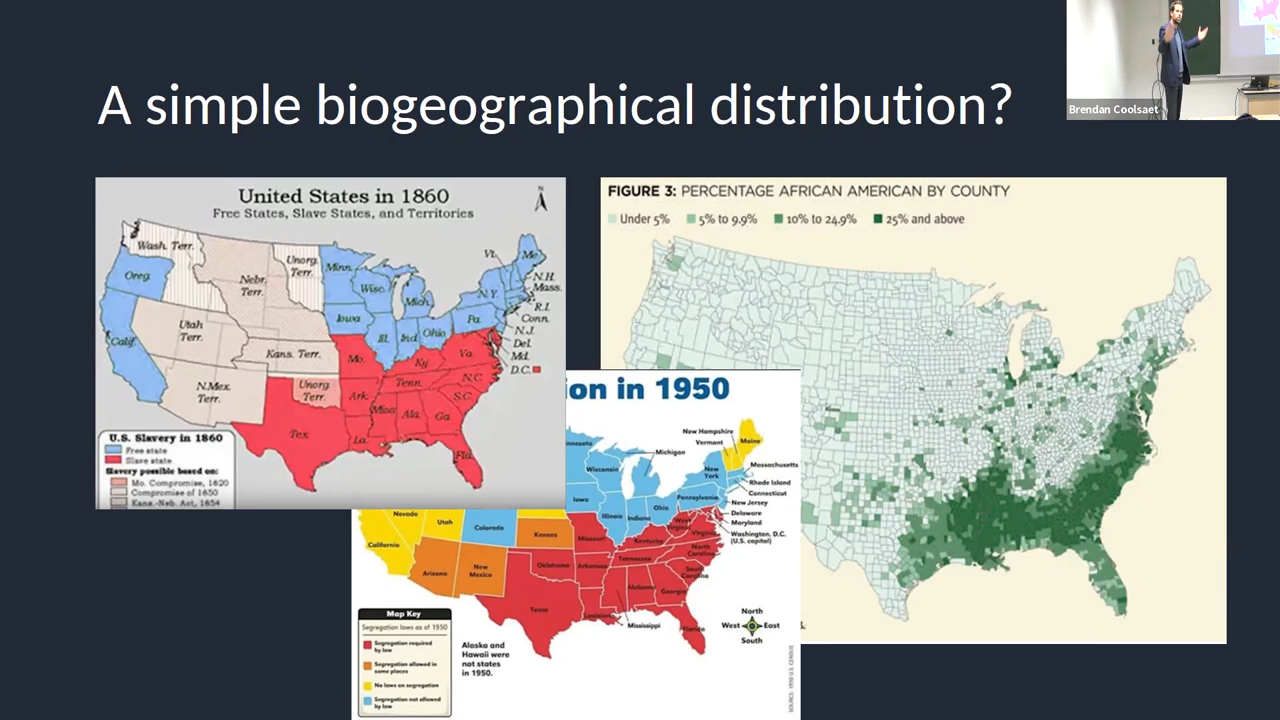 A simple biogeographical distribution?
Brendan Coolsaet
United States in 1860
Free States, Slave States, and Territories
N
Wash. Terr.
Oreg.
Calif.
Utah
Terr.
N.Mex.
Terr.
Nebr.
Terr.
Unorg.
Terr.
Kans. Terr.
Unorg
Terr.
Minn.
Wisc.
Mich.
Iowa
Ill.
Ind.
Ohio
Pa.
N.Y.
Vt.
Me.
N.H.
Mass.
R.I.
Conn.
N.J.
Del.
Md.
D.C.
Mo.
Ky.
Va.
Tenn.
N.C.
S.C.
Ark.
Miss.
Ala.
Ga.
Tex.
La.
Fla.
U.S. Slavery in 1860
Free state
Slave state
Slavery possible based on:
Mo. Compromise, 1820
Compromise of 1850
Kans.-Neb. Act, 1854
FIGURE 3: PERCENTAGE AFRICAN AMERICAN BY COUNTY
Under 5%
5% to 9.9%
10% to 24.9%
25% and above
on in 1950
Wisconsin
Michigan
New Hampshire
Vermont
Maine
Massachusetts
New
York
Rhode Island
Connecticut
Pennsylvania
New Jersey
Delaware
Maryland
Washington, D.C.
(U.S. capital)
Iowa
Illinois
Indiana
Ohio
West
Virginia
Virginia
Nevada
Utah
Colorado
Kansas
Missouri
Kentucky
North
Carolina
California
Arizona
New
Mexico
Oklahoma
Arkansas
Tennessee
South
Carolina
Texas
Louisiana
Mississippi
Alabama
Georgia
Florida
North
West
East
South
Map Key
Segregation laws as of 1950
Segregation required
by law
Segregation allowed in
some places
No laws on segregation
Segregation not allowed
by law
Alaska and
Hawaii were
not states
in 1950.
SOURCE: 1950 U.S. CENSUS